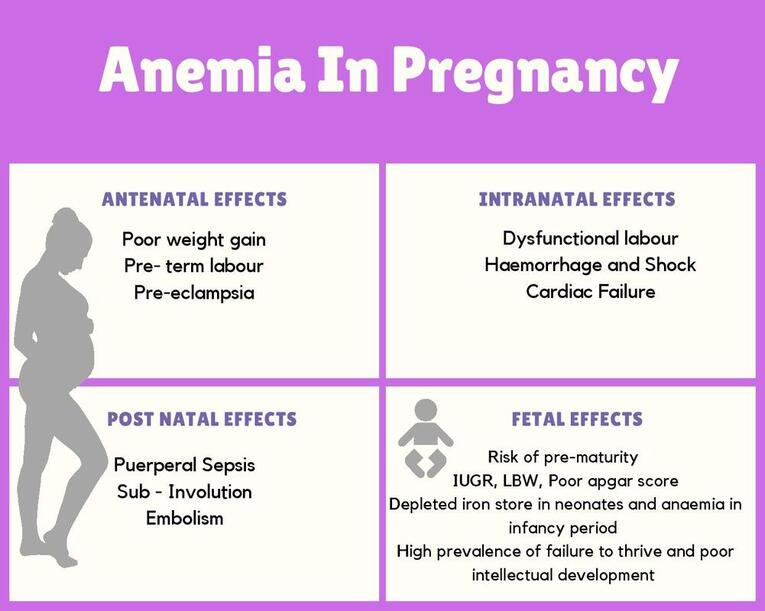 Anemia In Pregnancy
ANTENATAL EFFECTS
Poor weight gain
Pre- term labour
Pre-eclampsia
INTRANATAL EFFECTS
Dysfunctional labour
Haemorrhage and Shock
Cardiac Failure
POST NATAL EFFECTS
Puerperal Sepsis
Sub - Involution
Embolism
FETAL EFFECTS
Risk of pre-maturity
IUGR, LBW, Poor apgar score
Depleted iron store in neonates and anaemia in
infancy period
High prevalence of failure to thrive and poor
intellectual development